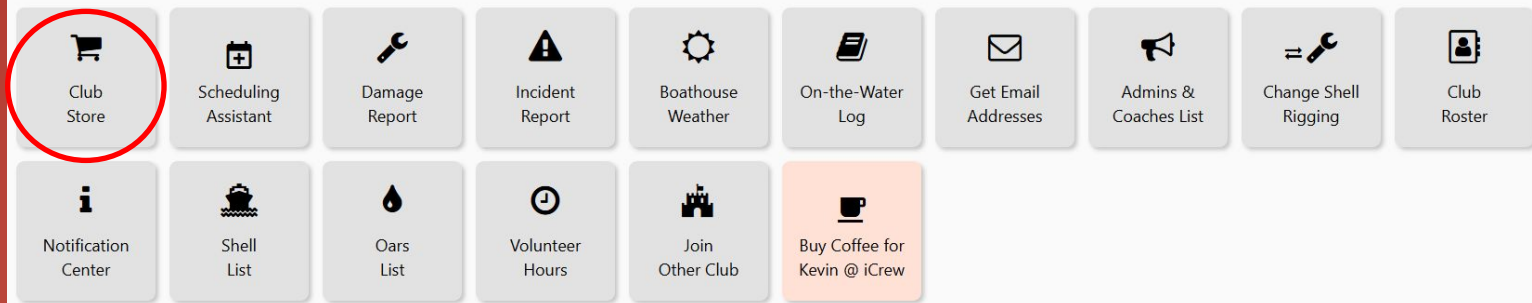 Club
Store
Scheduling
Assistant
Damage
Report
Incident
Report
Boathouse
Weather
On-the-Water
Log
Get Email
Addresses
Admins &
Coaches List
Change Shell
Rigging
Club
Roster
Notification
Center
Shell
List
Oars
List
Volunteer
Hours
Join
Other Club
Buy Coffee for
Kevin @ iCrew